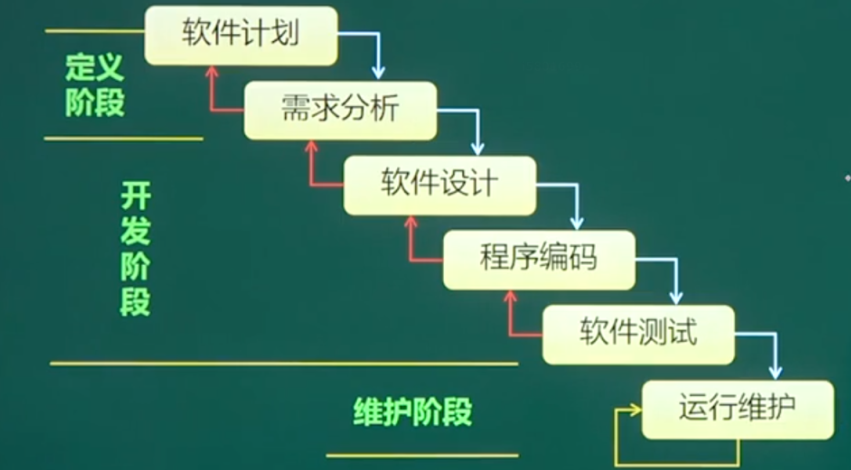 软件计划
定义
阶段
需求分析
软件设计
开
发
阶
段
程序编码
软件测试
维护阶段
运行维护